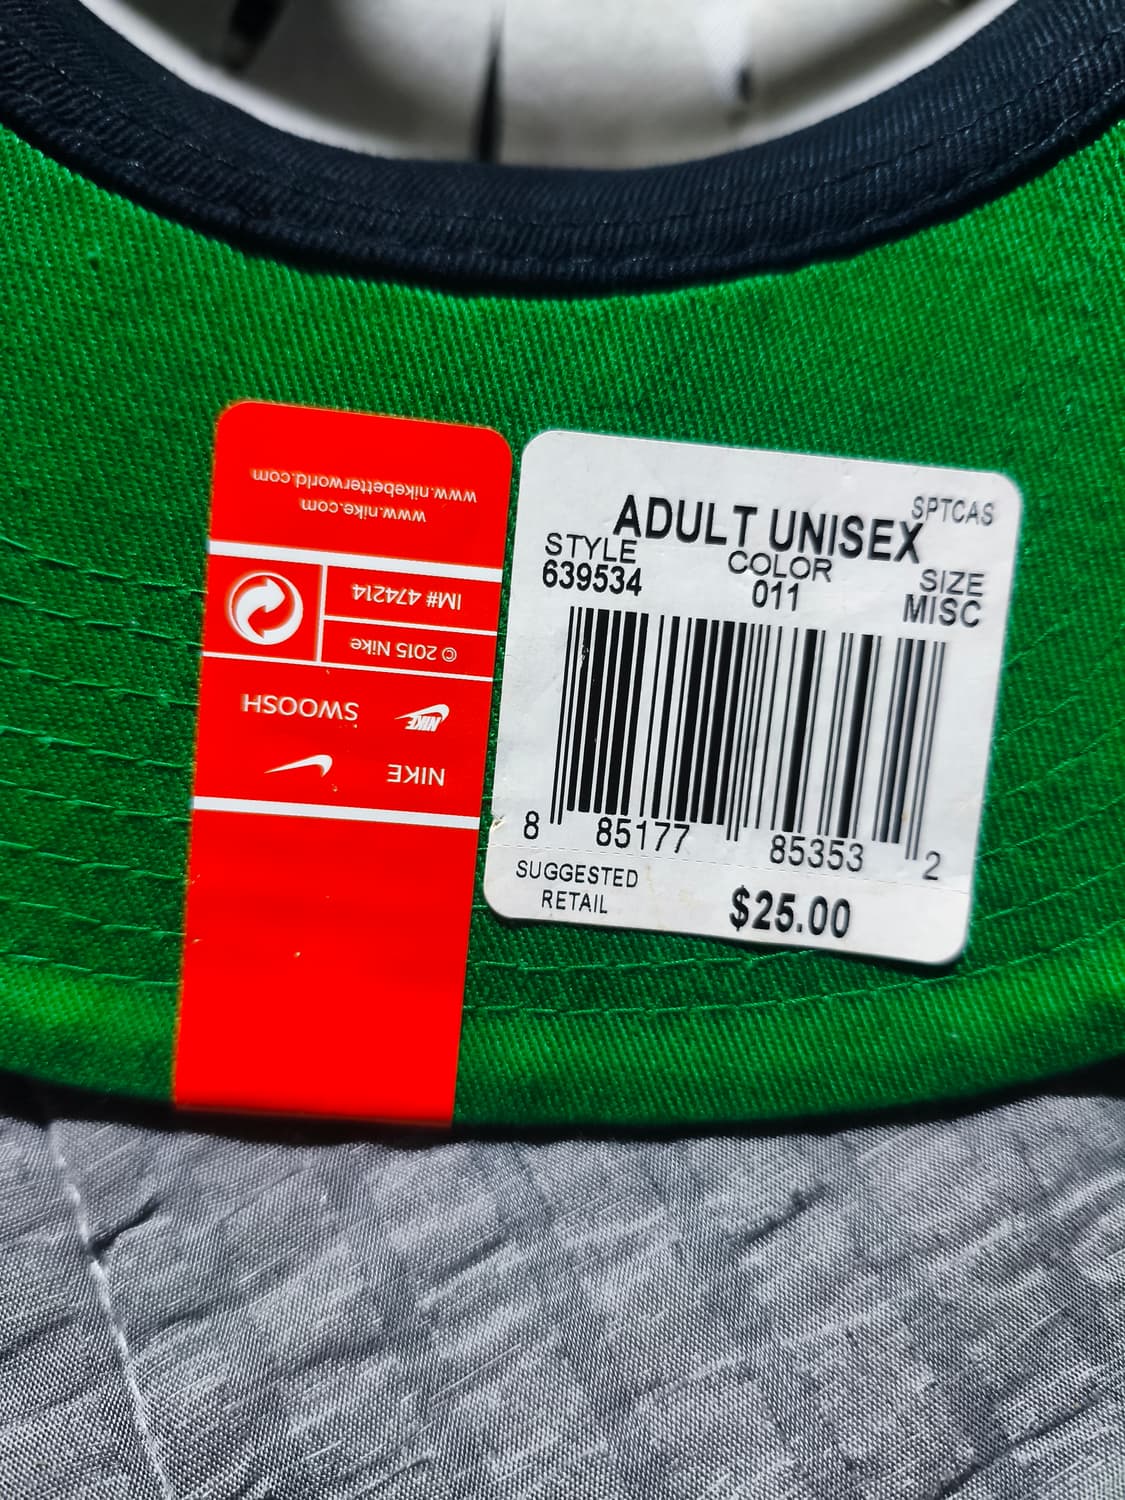 www.nikebetterworld.com
www.nike.com
IM# 474214
© 2015 Nike
SWOOSH
NIKE
NIKE
SPTCAS
ADULT UNISEX
STYLE COLOR SIZE
639534 011 MISC
8 85177 85353 2
SUGGESTED
RETAIL
$25.00